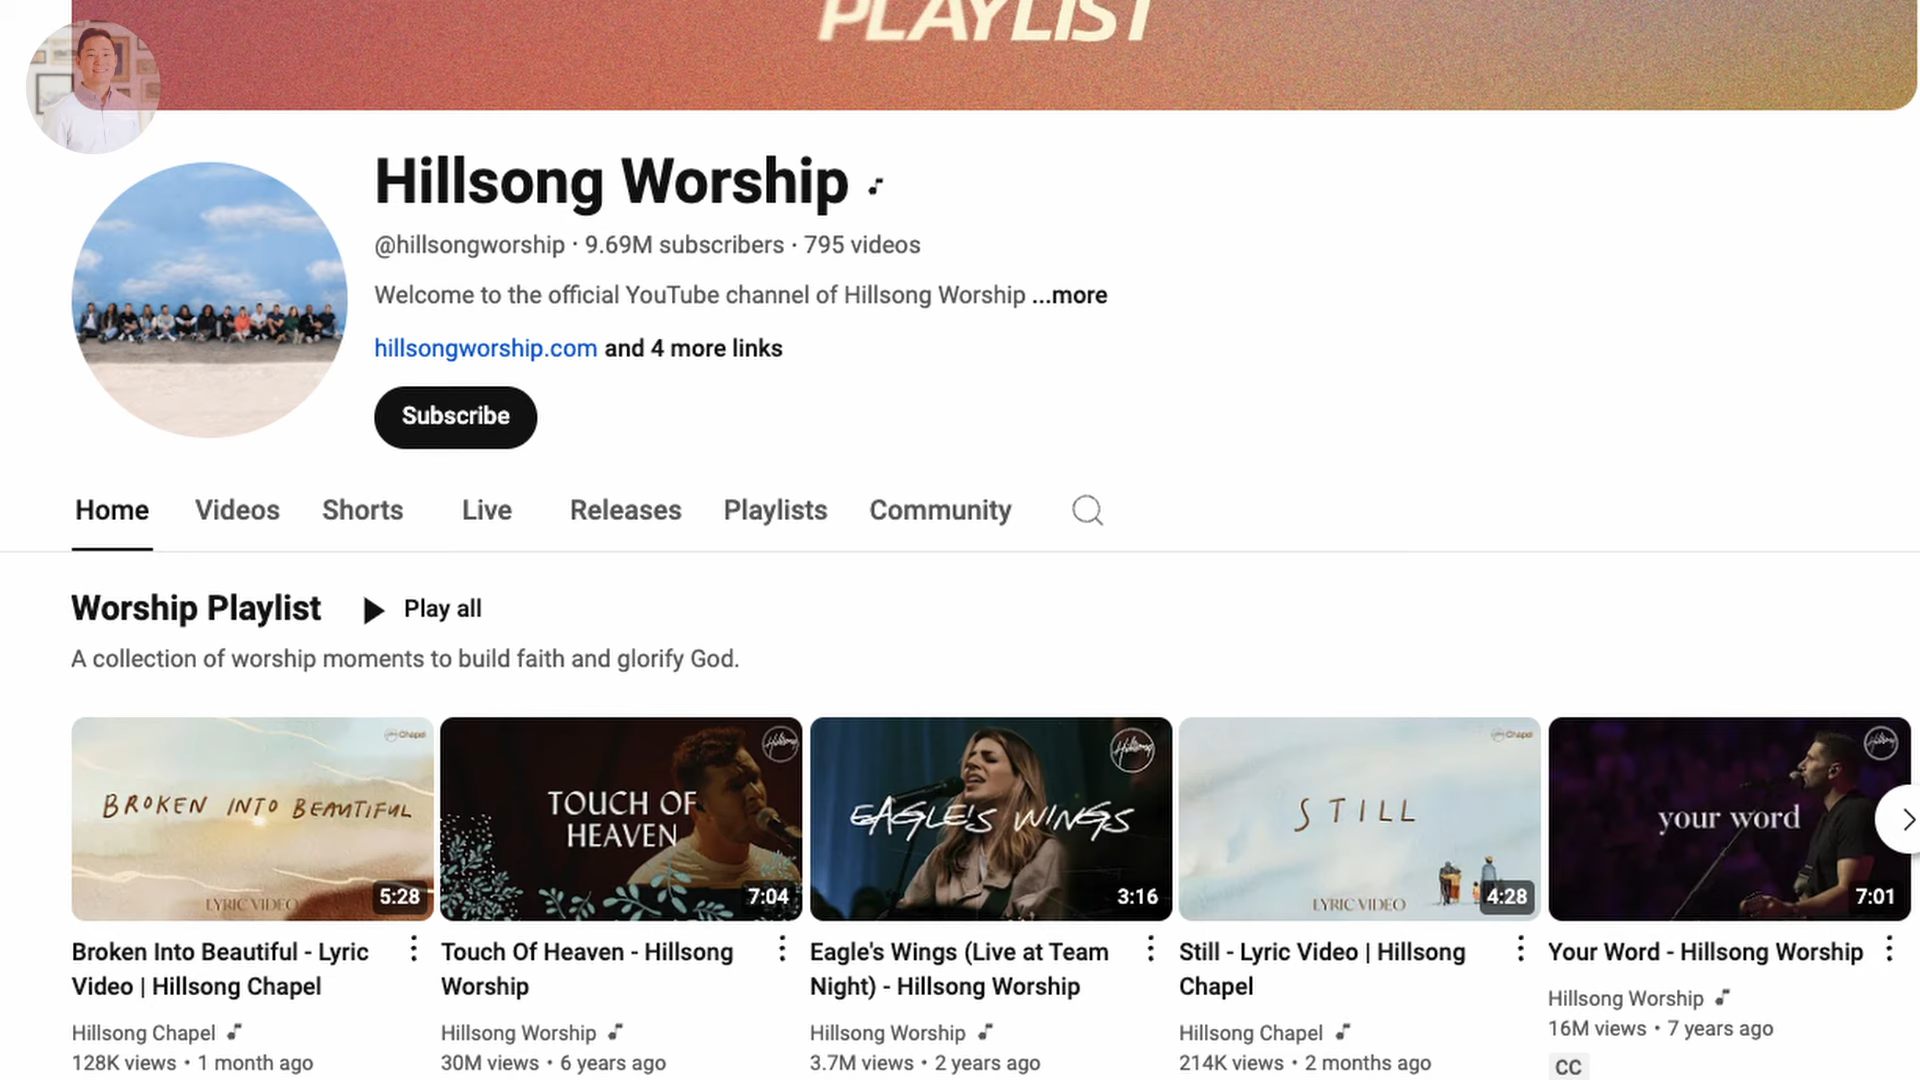 PLAYLIST
Hillsong Worship
@hillsongworship · 9.69M subscribers · 795 videos
Welcome to the official YouTube channel of Hillsong Worship ...more
hillsongworship.com and 4 more links
Subscribe
Home Videos Shorts Live Releases Playlists Community
Worship Playlist Play all
A collection of worship moments to build faith and glorify God.
Chapel
BROKEN INTO BEAUTIFUL
LYRIC VIDEO
5:28
Broken Into Beautiful - Lyric
Video | Hillsong Chapel
Hillsong Chapel
128K views • 1 month ago
Hillsong
TOUCH OF
HEAVEN
7:04
Touch Of Heaven - Hillsong
Worship
Hillsong Worship
30M views • 6 years ago
Hillsong
EAGLE'S WINGS
3:16
Eagle's Wings (Live at Team
Night) - Hillsong Worship
Hillsong Worship
3.7M views • 2 years ago
Chapel
STILL
LYRIC VIDEO
4:28
Still - Lyric Video | Hillsong
Chapel
Hillsong Chapel
214K views • 2 months ago
Hillsong
your word
7:01
Your Word - Hillsong Worship
Hillsong Worship
16M views • 7 years ago
CC